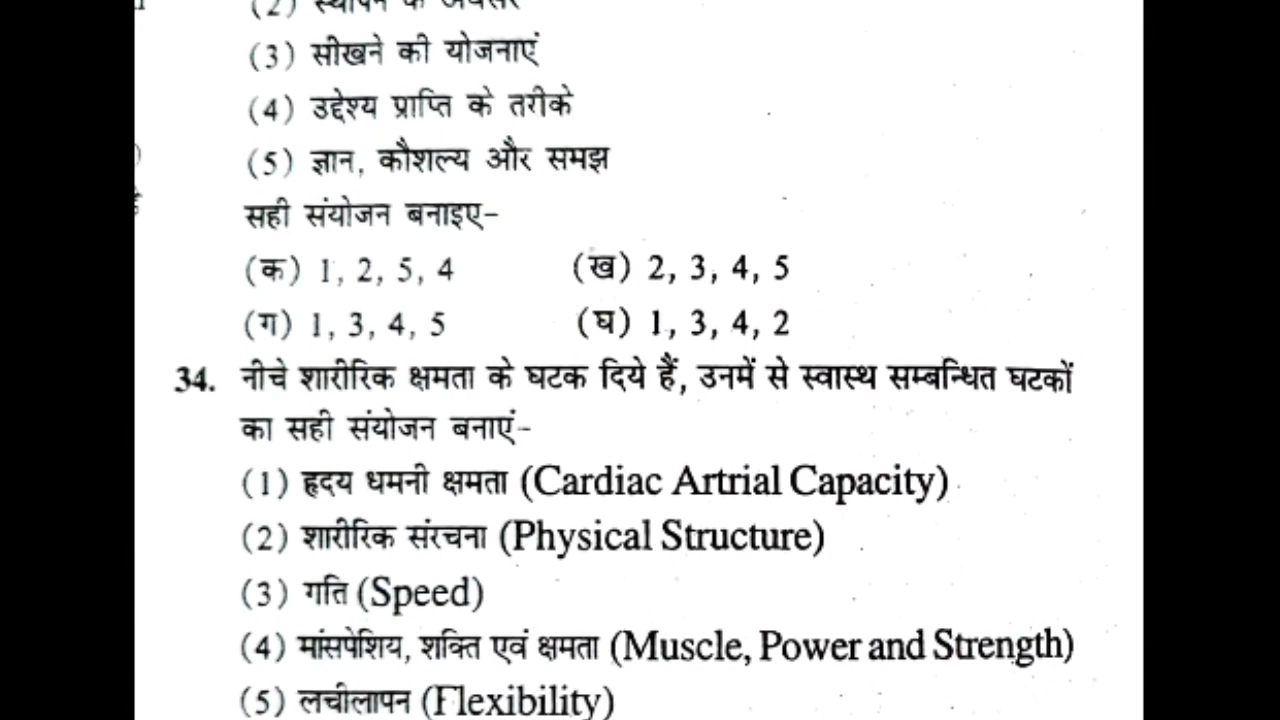 (3) सीखने की योजनाएं
(4) उद्देश्य प्राप्ति के तरीके
(5) ज्ञान, कौशल्य और समझ
सही संयोजन बनाइए-
(क) 1, 2, 5, 4 (ख) 2, 3, 4, 5
(ग) 1, 3, 4, 5 (घ) 1, 3, 4, 2
34. नीचे शारीरिक क्षमता के घटक दिये हैं, उनमें से स्वास्थ सम्बन्धित घटकों
का सही संयोजन बनाएं-
(1) हृदय धमनी क्षमता (Cardiac Artrial Capacity)
(2) शारीरिक संरचना (Physical Structure)
(3) गति (Speed)
(4) मांसपेशिय, शक्ति एवं क्षमता (Muscle, Power and Strength)
(5) लचीलापन (Flexibility)